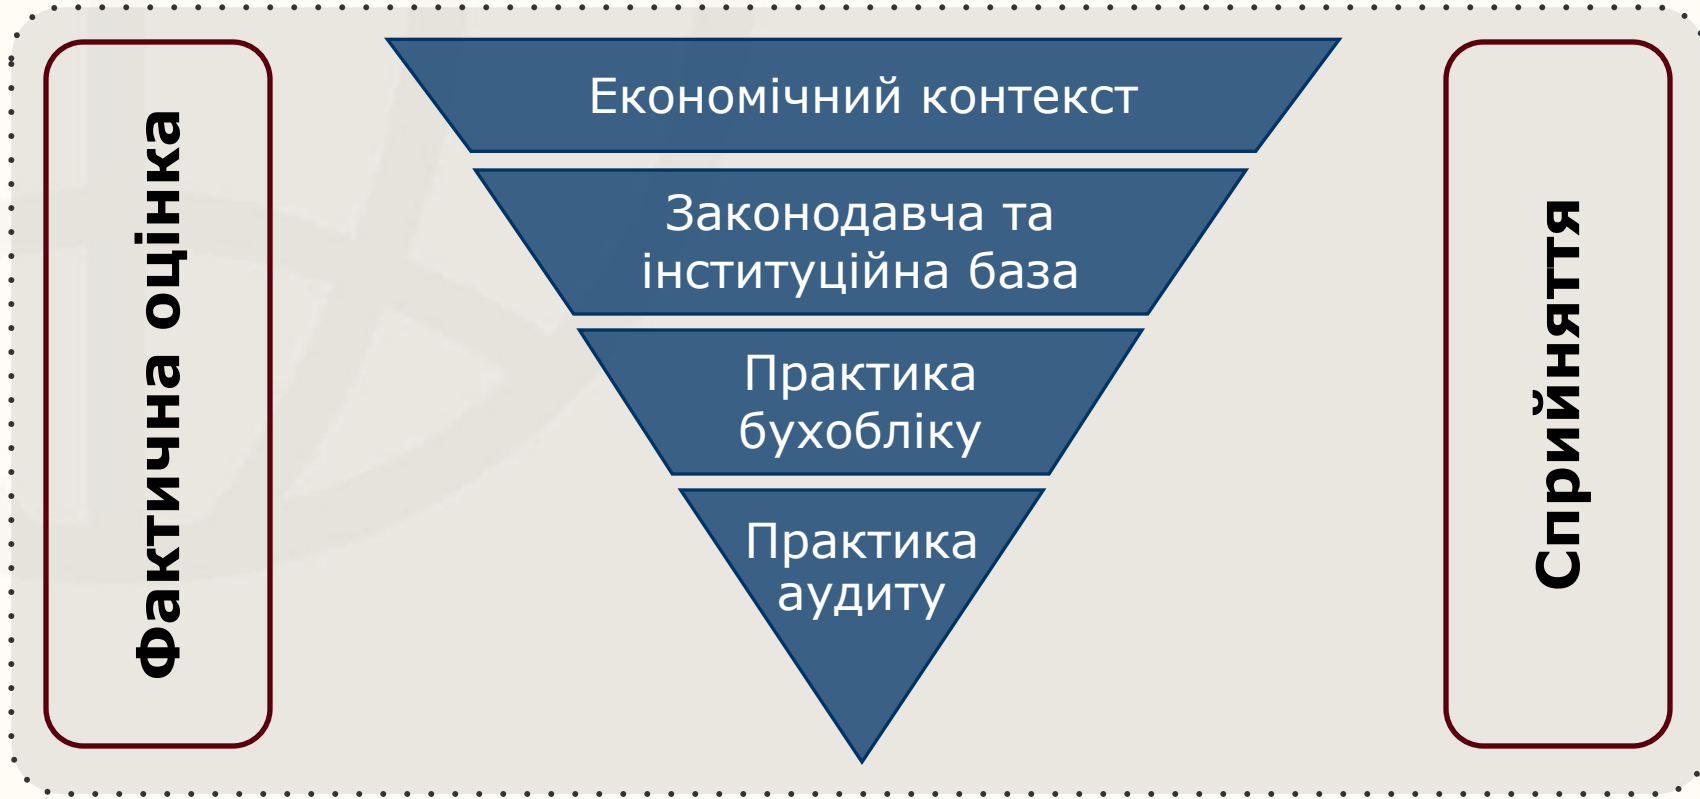 Фактична оцінка
Економічний контекст
Законодавча та
інституційна база
Практика
бухобліку
Практика
аудиту
Сприйняття